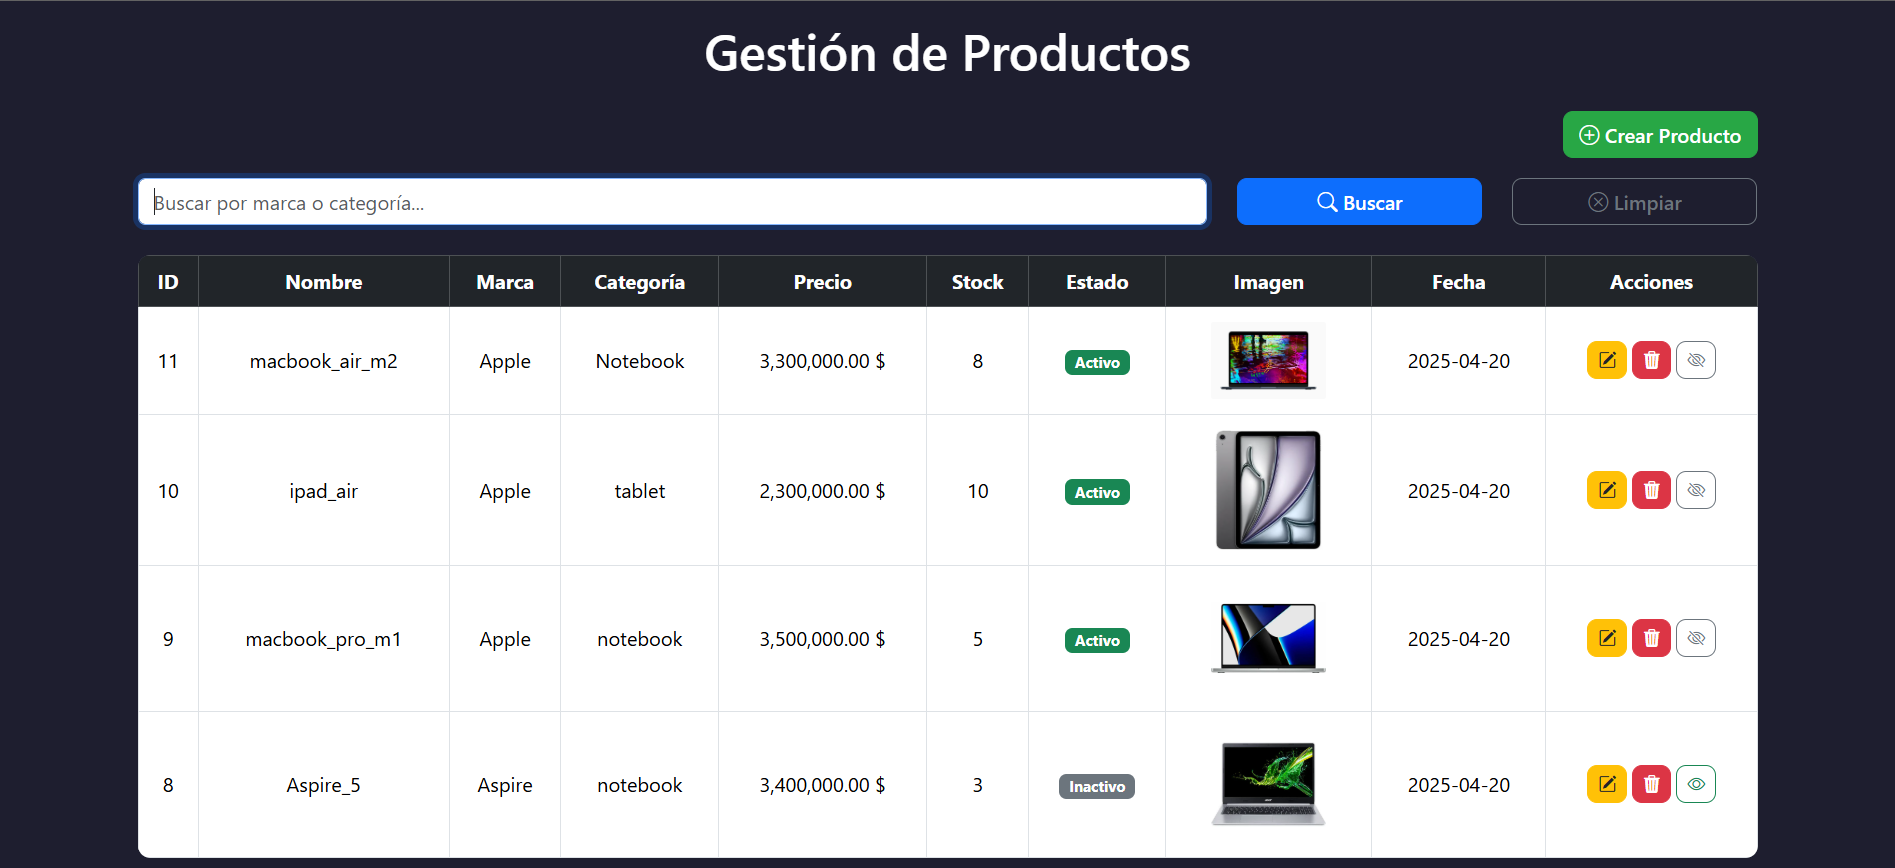 Gestión de Productos
Crear Producto
Buscar por marca o categoría...
Buscar
Limpiar
ID Nombre Marca Categoría Precio Stock Estado Imagen Fecha Acciones
11 macbook_air_m2 Apple Notebook 3,300,000.00 $ 8 Activo 2025-04-20
10 ipad_air Apple tablet 2,300,000.00 $ 10 Activo 2025-04-20
9 macbook_pro_m1 Apple notebook 3,500,000.00 $ 5 Activo 2025-04-20
8 Aspire_5 Aspire notebook 3,400,000.00 $ 3 Inactivo 2025-04-20